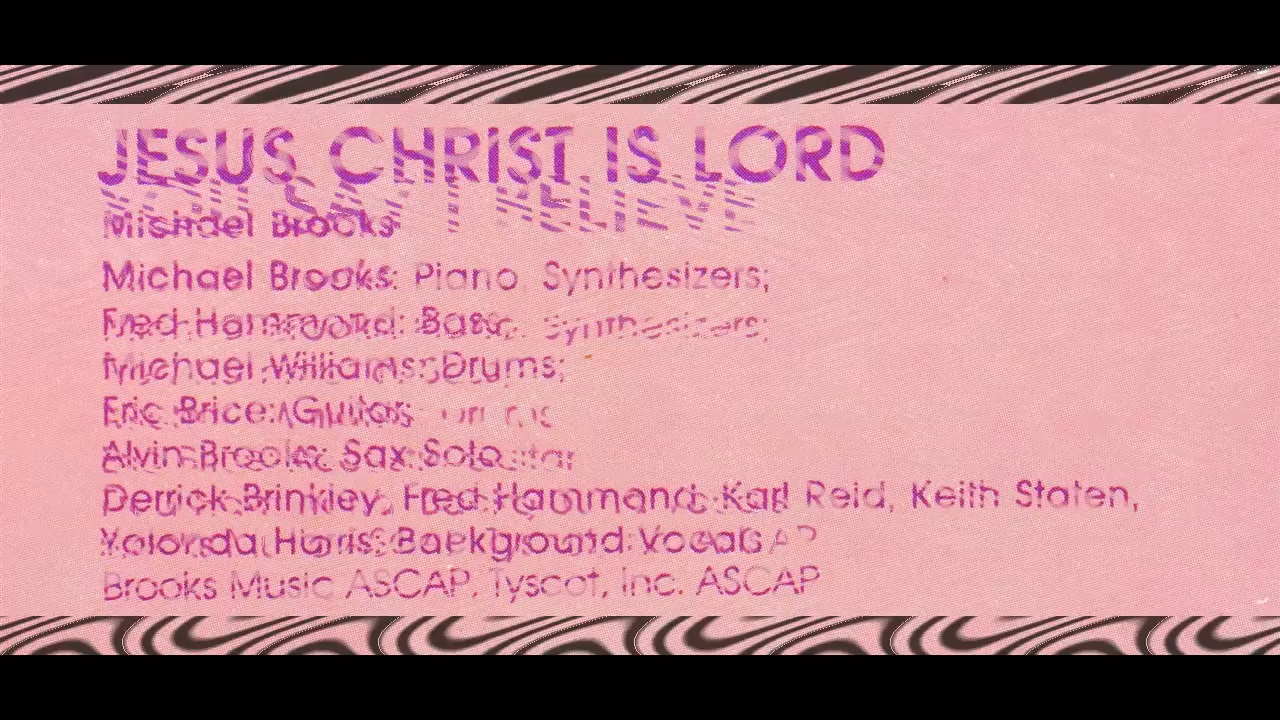 JESUS CHRIST IS LORD
I BELIEVE
Michael Brooks
Michael Brooks: Piano, Synthesizers;
Fred Hammond: Bass, Synthesizers;
Michael Williams: Drums;
Eric Brice: Guitar
Alvin Brooks: Sax Solo
Derrick Brinkley, Fred Hammond, Karl Reid, Keith Staten,
Yolonda Harris: Background Vocals
Brooks Music ASCAP, Tyscot, Inc. ASCAP